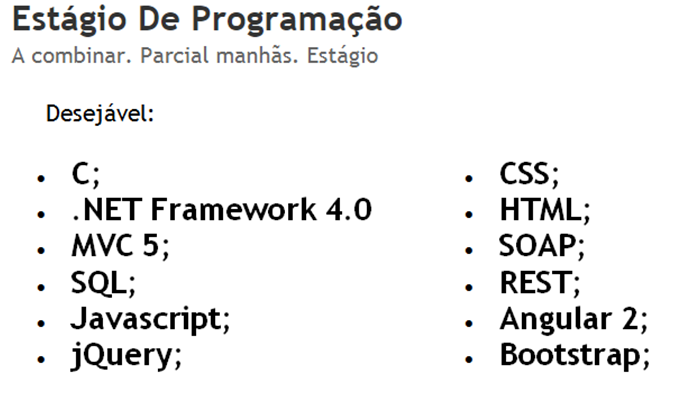 Estágio De Programação
A combinar. Parcial manhãs. Estágio
Desejável:
• C;
• .NET Framework 4.0
• MVC 5;
• SQL;
• Javascript;
• jQuery;
• CSS;
• HTML;
• SOAP;
• REST;
• Angular 2;
• Bootstrap;